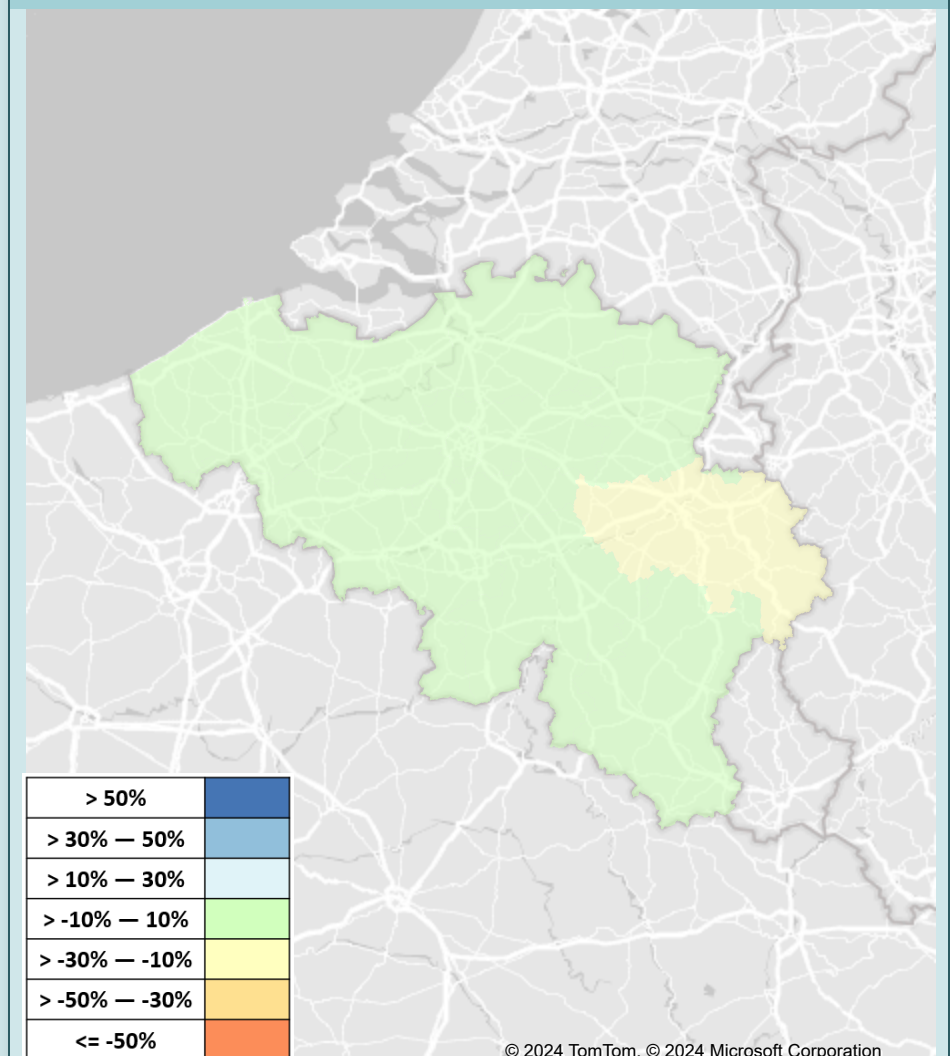 > 50%
> 30% — 50%
> 10% — 30%
> -10% — 10%
> -30% — -10%
> -50% — -30%
<= -50%
© 2024 TomTom, © 2024 Microsoft Corporation